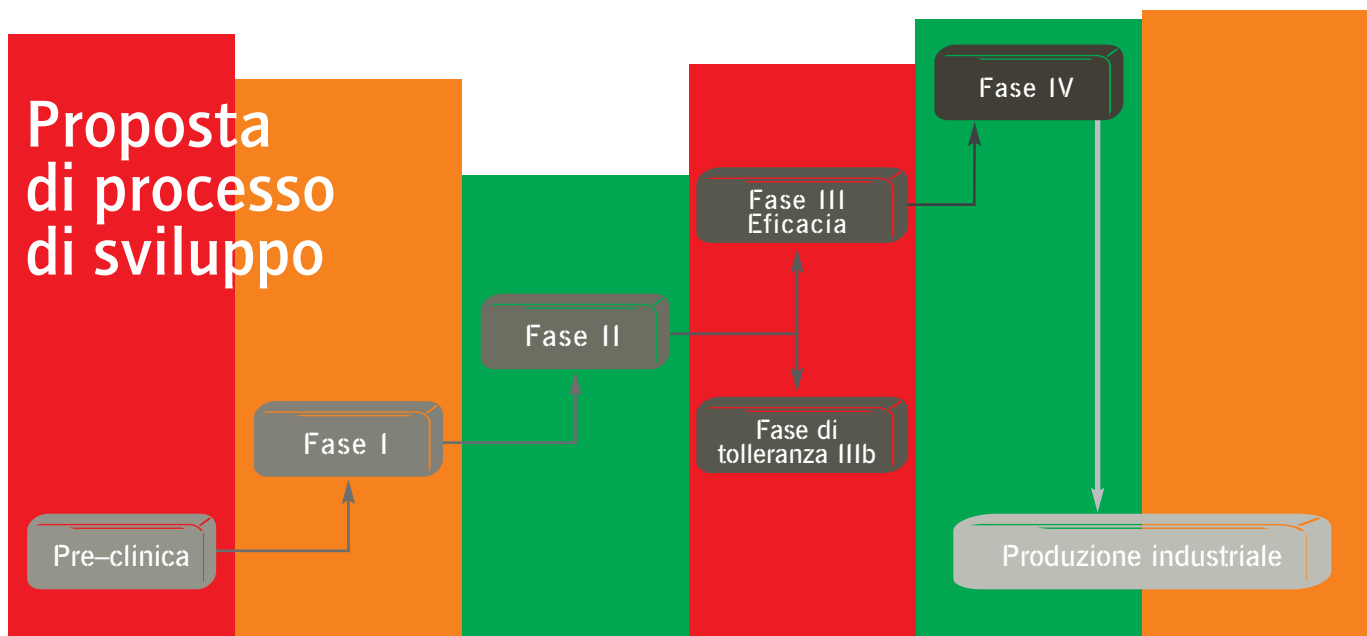 Proposta
di processo
di sviluppo
Pre–clinica
Fase I
Fase II
Fase III
Eficacia
Fase di
tolleranza IIIb
Fase IV
Produzione industriale